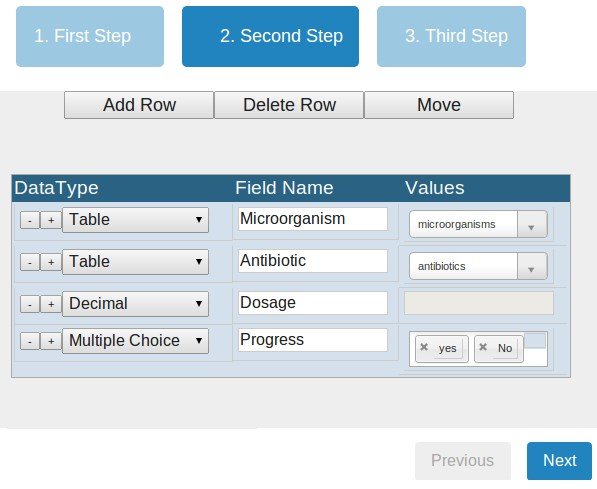 1. First Step 2. Second Step 3. Third Step
Add Row Delete Row Move
DataType Field Name Values
- + Table Microorganism microorganisms
- + Table Antibiotic antibiotics
- + Decimal Dosage
- + Multiple Choice Progress yes No
Previous Next